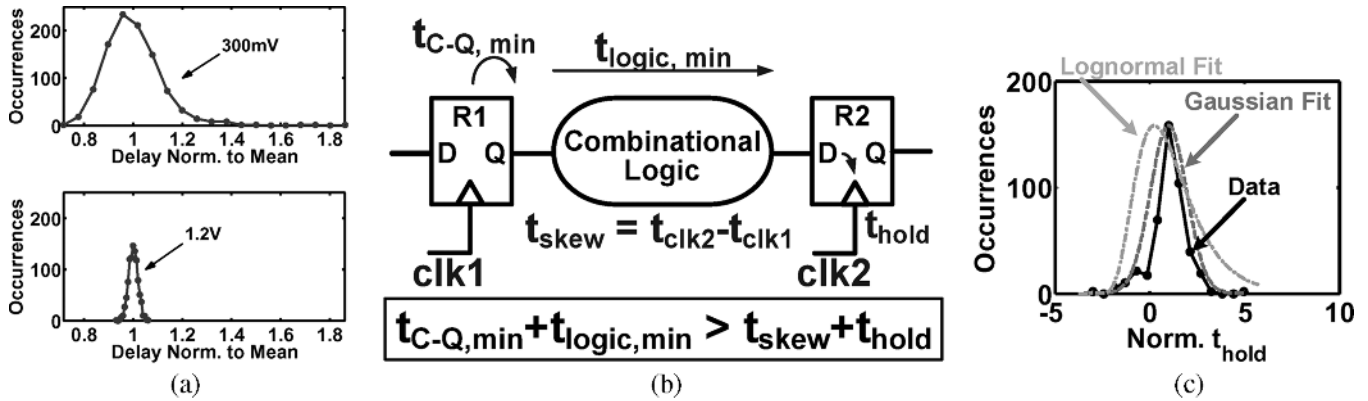 Occurrences
200
100
0
300mV
0.8 1 1.2 1.4 1.6 1.8
Delay Norm. to Mean
Occurrences
200
100
0
1.2V
0.8 1 1.2 1.4 1.6 1.8
Delay Norm. to Mean
(a)
tC-Q, min
tlogic, min
R1
D Q
Combinational
Logic
R2
D Q
tskew = tclk2-tclk1
thold
clk1
clk2
tC-Q,min+tlogic,min > tskew+thold
(b)
Lognormal Fit
Gaussian Fit
Data
Occurrences
200
100
0
-5 0 5 10
Norm. thold
(c)